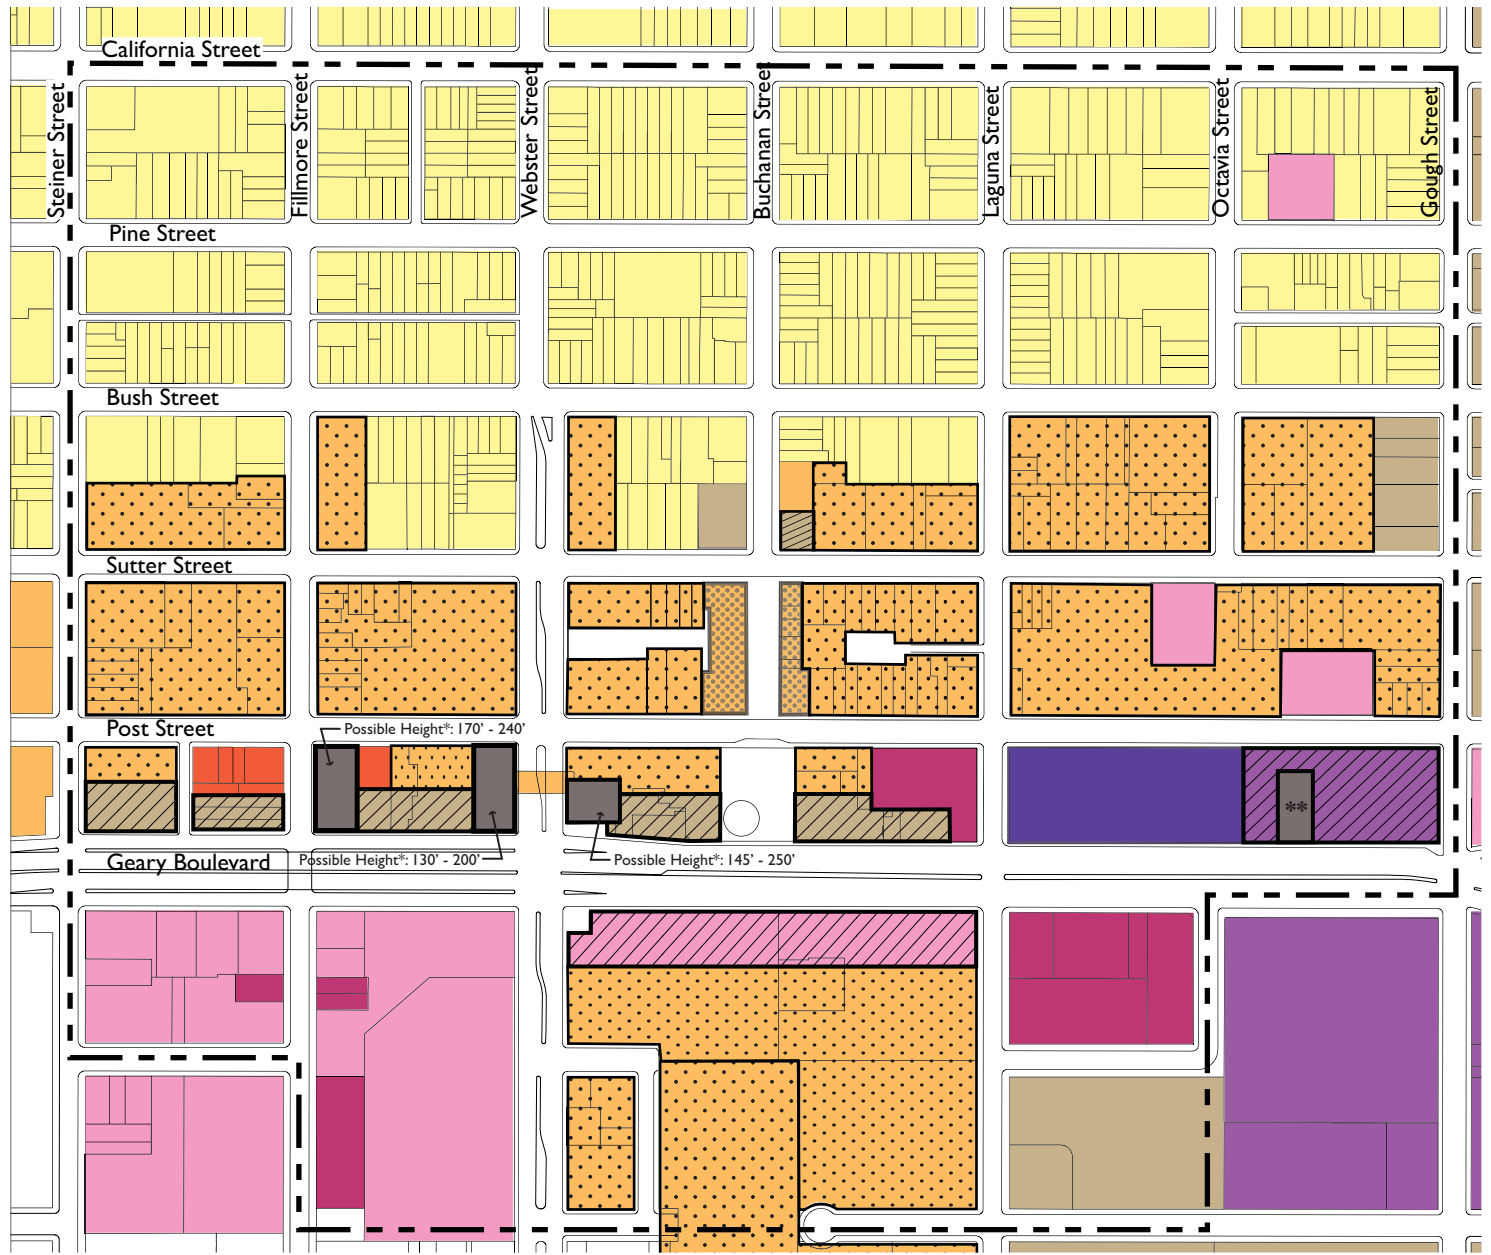 California Street
Steiner Street
Fillmore Street
Webster Street
Buchanan Street
Laguna Street
Octavia Street
Gough Street
Pine Street
Bush Street
Sutter Street
Post Street
Possible Height*: 170' - 240'
**
Geary Boulevard
Possible Height*: 130' - 200'
Possible Height*: 145' - 250'